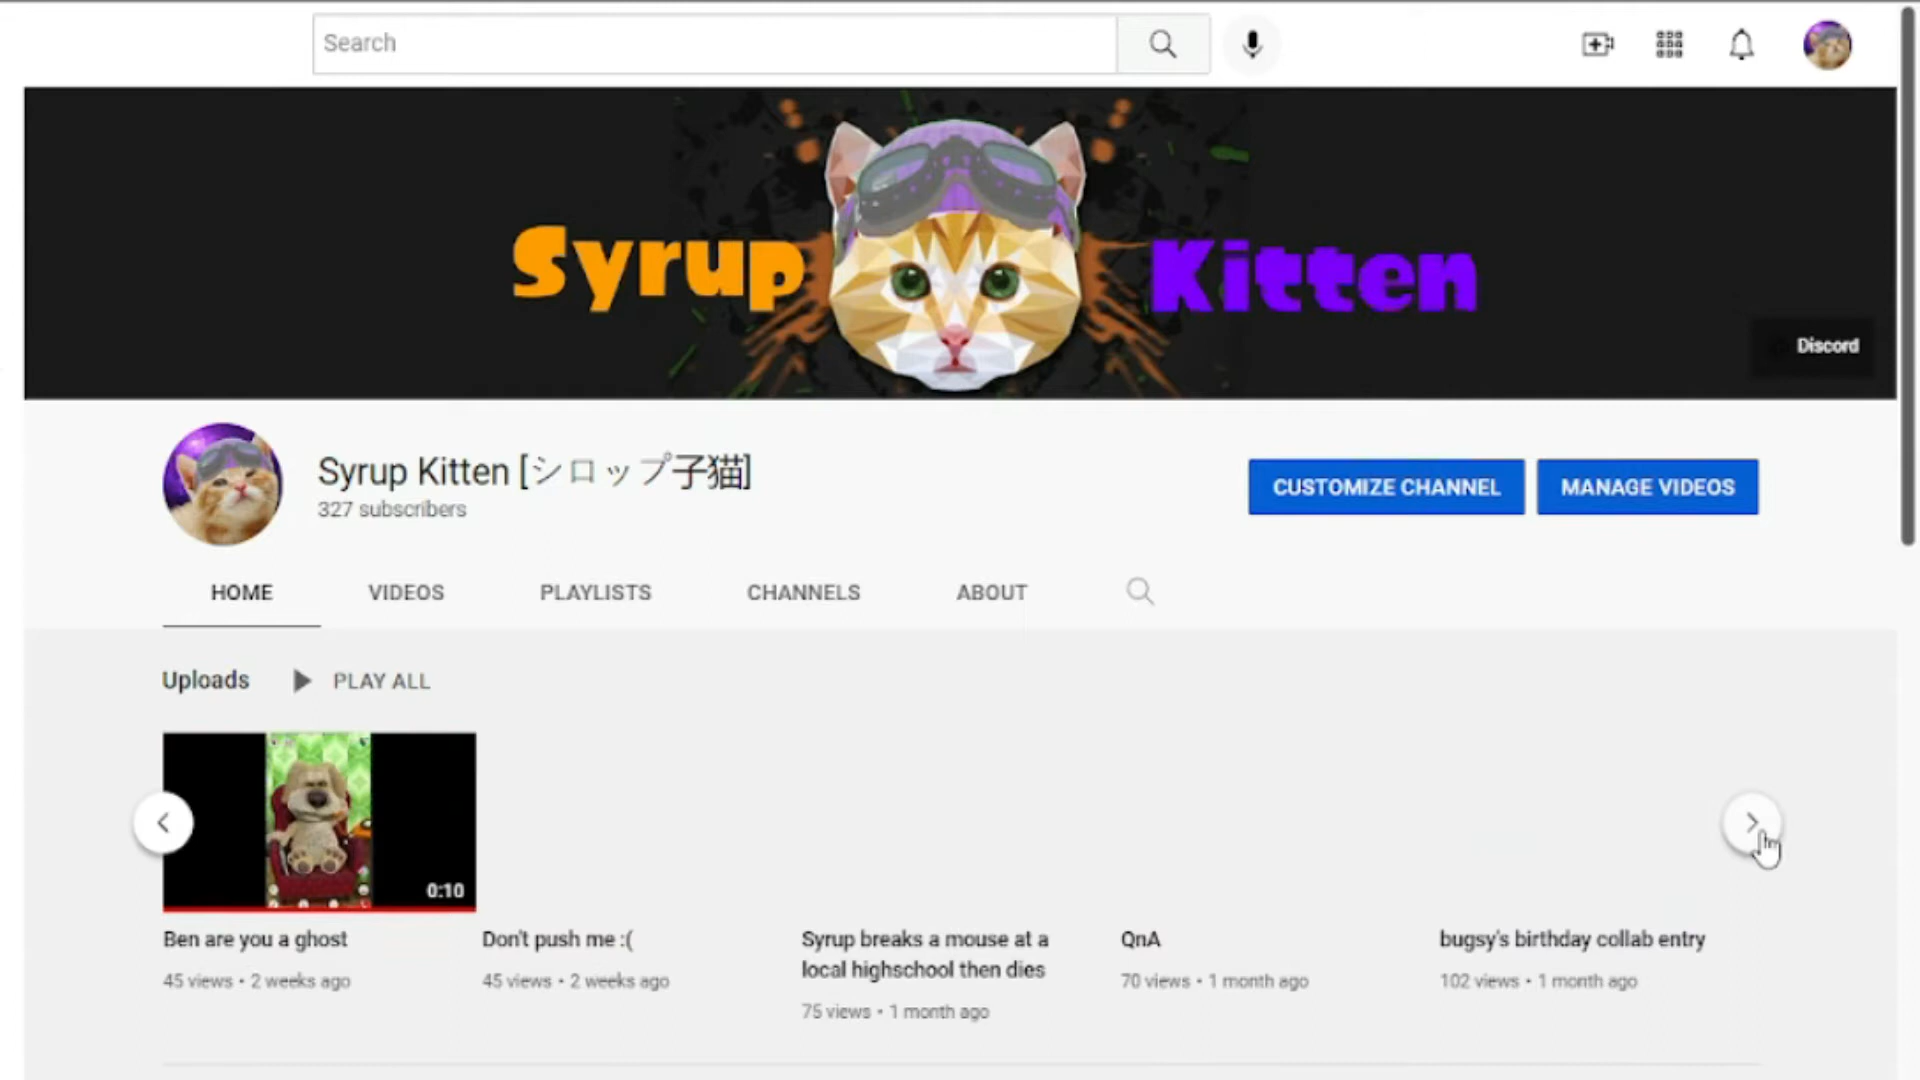 Search
Syrup Kitten
Discord
Syrup Kitten [シロップ子猫]
327 subscribers
CUSTOMIZE CHANNEL
MANAGE VIDEOS
HOME
VIDEOS
PLAYLISTS
CHANNELS
ABOUT
Uploads
PLAY ALL
0:10
Ben are you a ghost
45 views • 2 weeks ago
Don't push me :(
45 views • 2 weeks ago
Syrup breaks a mouse at a
local highschool then dies
75 views • 1 month ago
QnA
70 views • 1 month ago
bugsy's birthday collab entry
102 views • 1 month ago